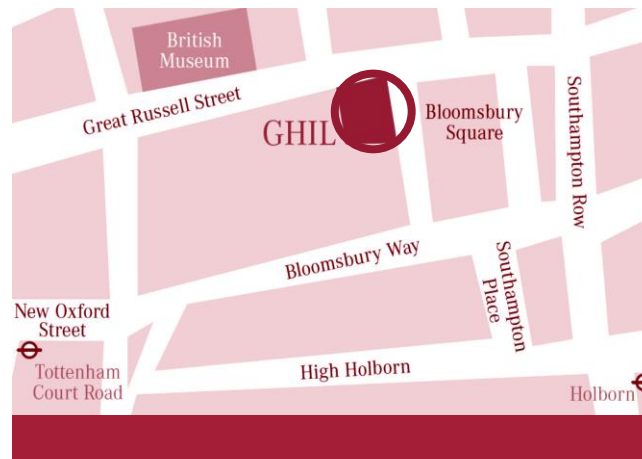 British
Museum
Great Russell Street
GHIL
Bloomsbury
Square
Southampton Row
Bloomsbury Way
Southampton
Place
New Oxford
Street
Tottenham
Court Road
High Holborn
Holborn